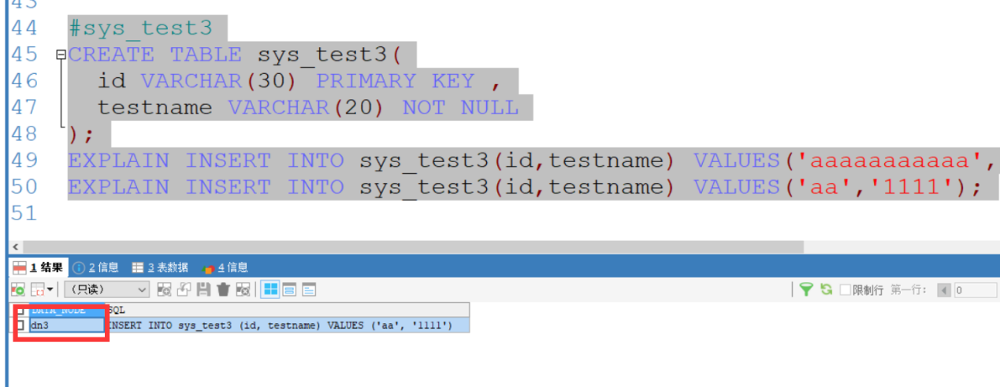 43
44 #sys_test3
45 CREATE TABLE sys_test3(
46 id VARCHAR(30) PRIMARY KEY ,
47 testname VARCHAR(20) NOT NULL
48 );
49 EXPLAIN INSERT INTO sys_test3(id,testname) VALUES('aaaaaaaaaaa',
50 EXPLAIN INSERT INTO sys_test3(id,testname) VALUES('aa','1111');
51
1 结果 2 信息 3 表数据 4 信息
(只读) 限制行 第一行: 0
DATA_NODE SQL
dn3 INSERT INTO sys_test3 (id, testname) VALUES ('aa', '1111')